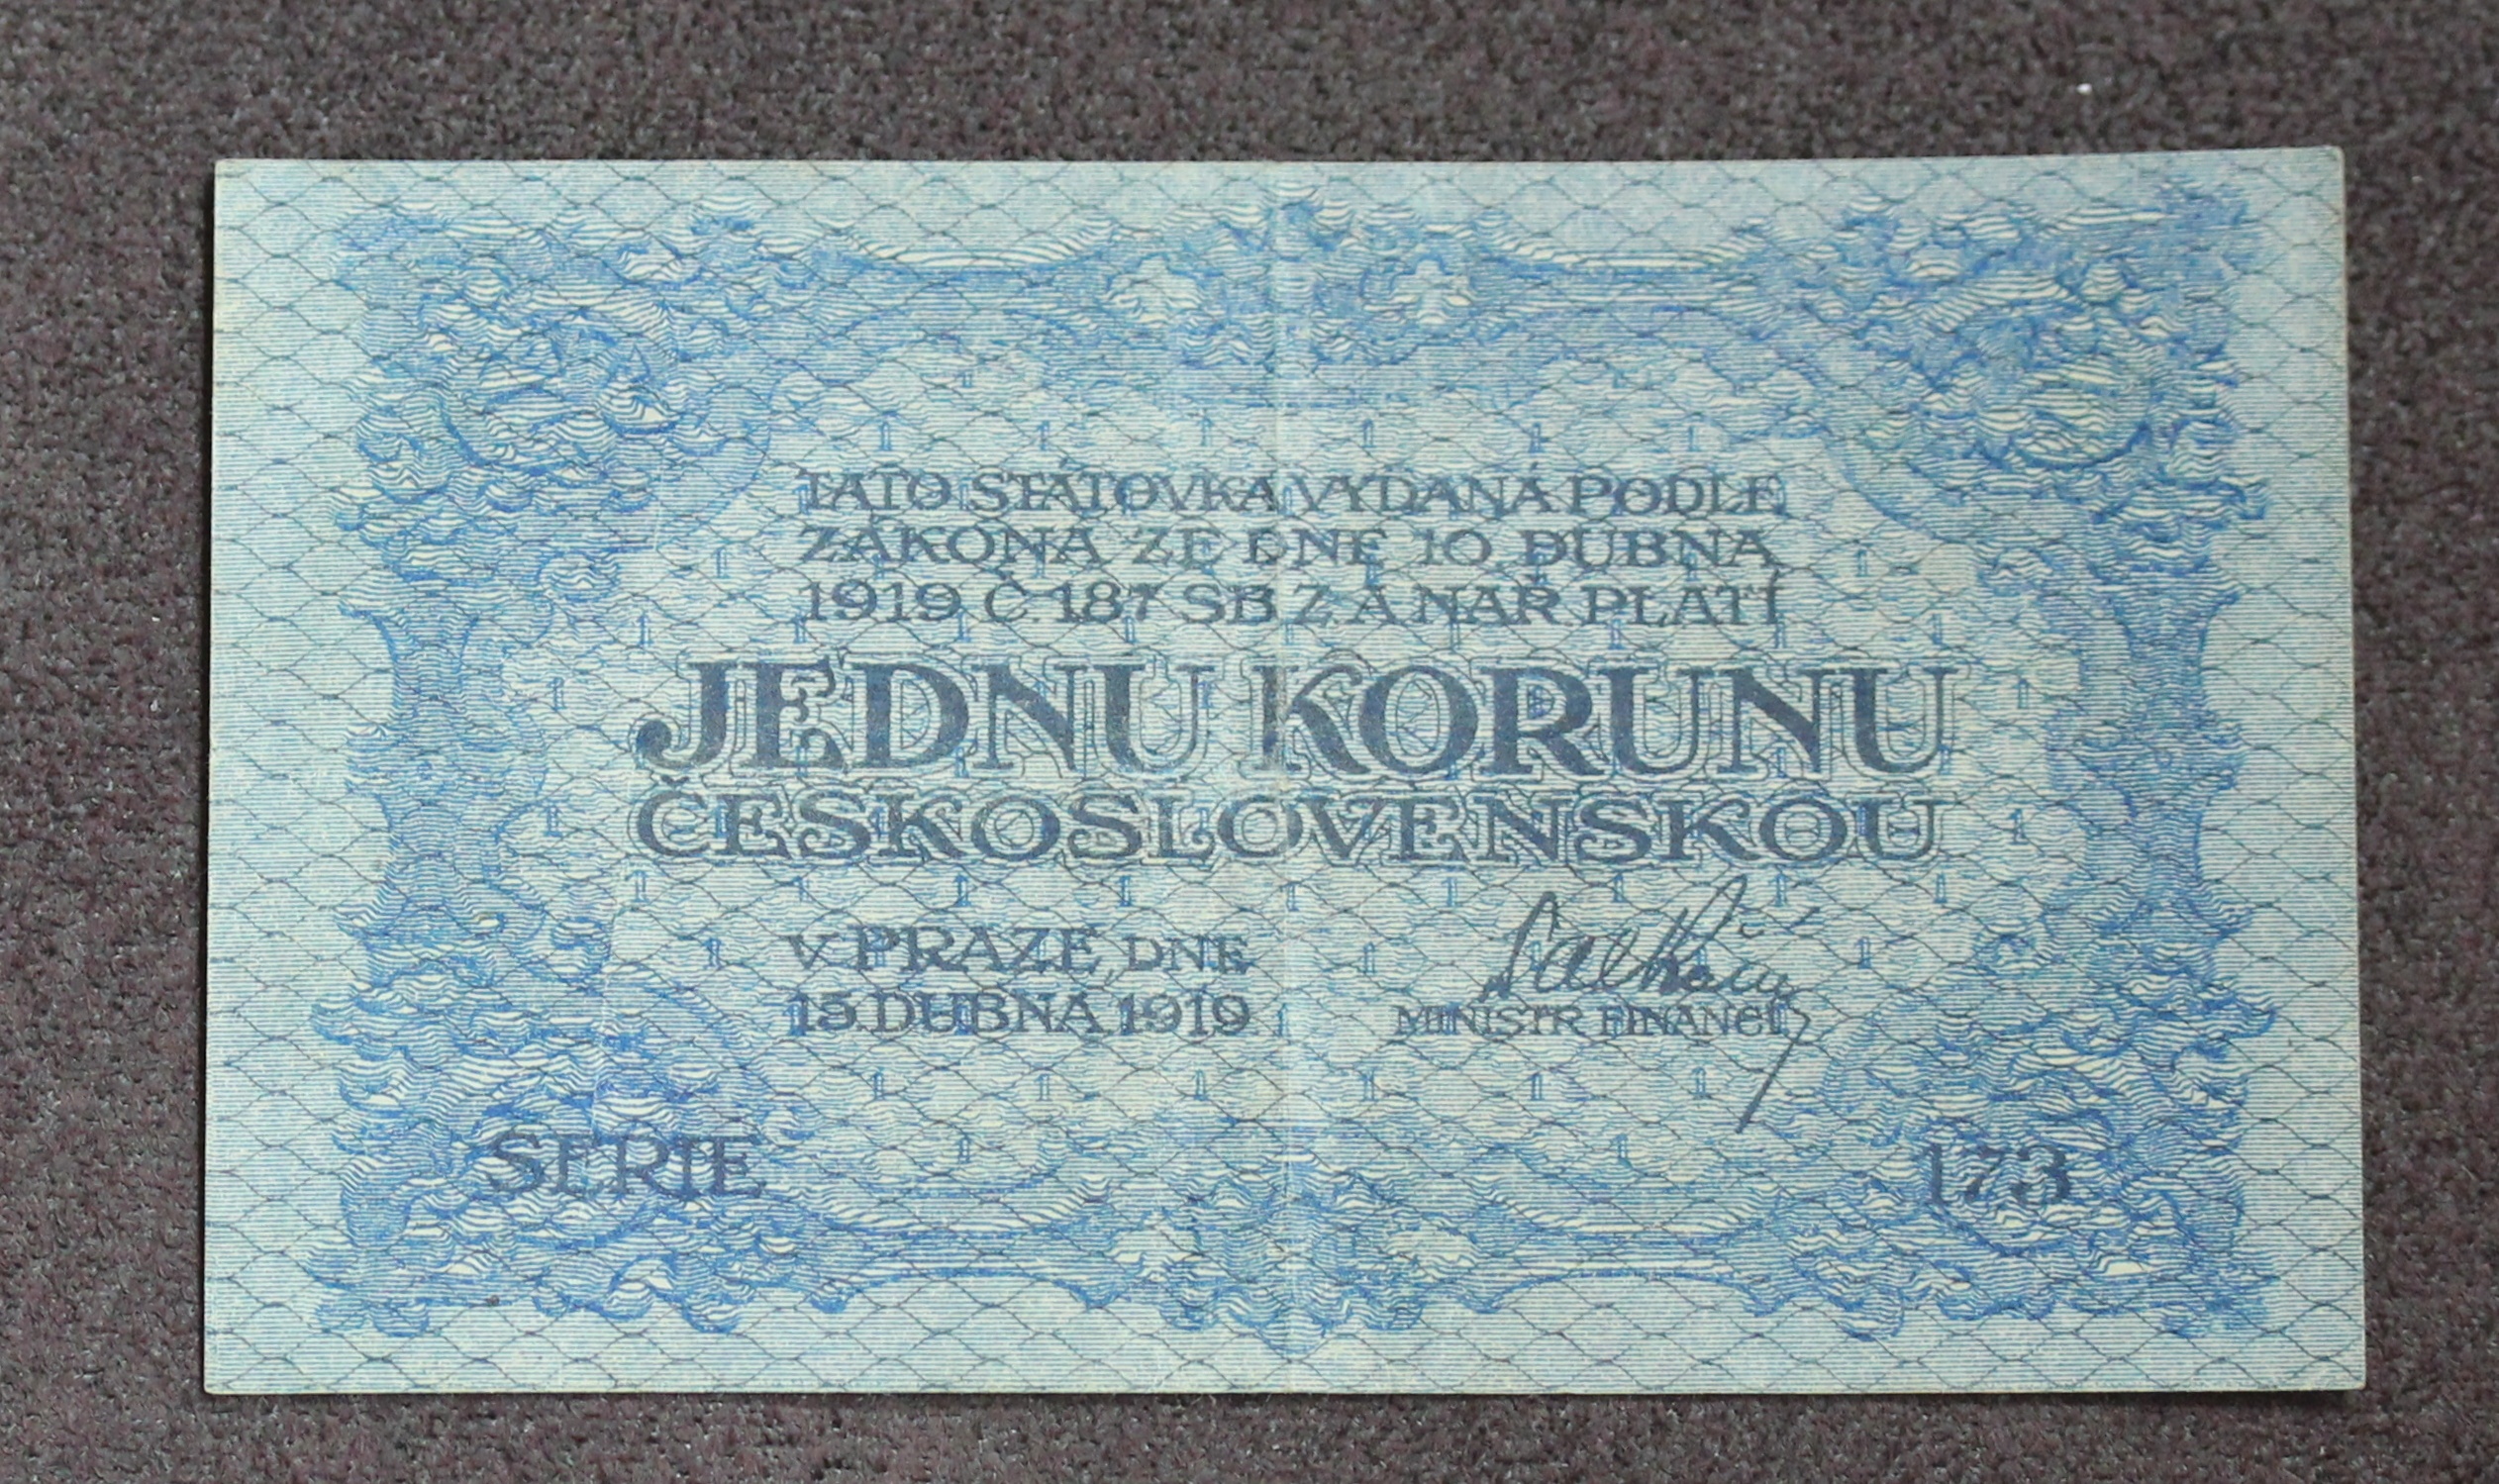 TATO STÁTOVKA VYDANÁ PODLE
ZÁKONA ZE DNE 10. DUBNA
1919 Č. 187 SB. Z. A NAŘ. PLATÍ
JEDNU KORUNU
ČESKOSLOVENSKOU
V PRAZE, DNE
15. DUBNA 1919.
MINISTR FINANCÍ
SERIE
173